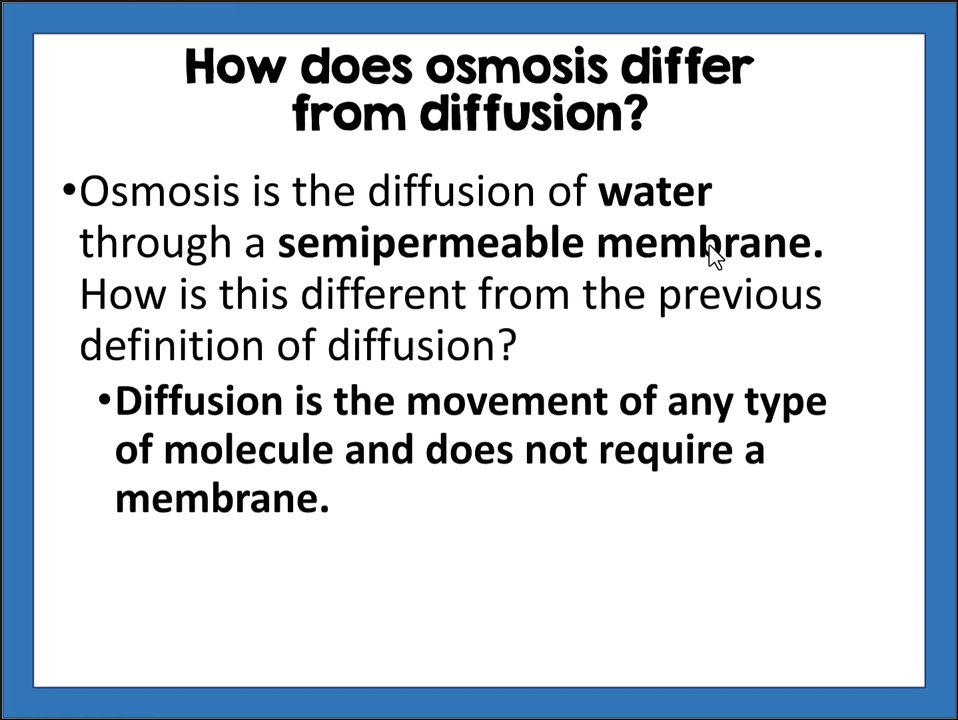 How does osmosis differ
from diffusion?
•Osmosis is the diffusion of water
through a semipermeable membrane.
How is this different from the previous
definition of diffusion?
•Diffusion is the movement of any type
of molecule and does not require a
membrane.